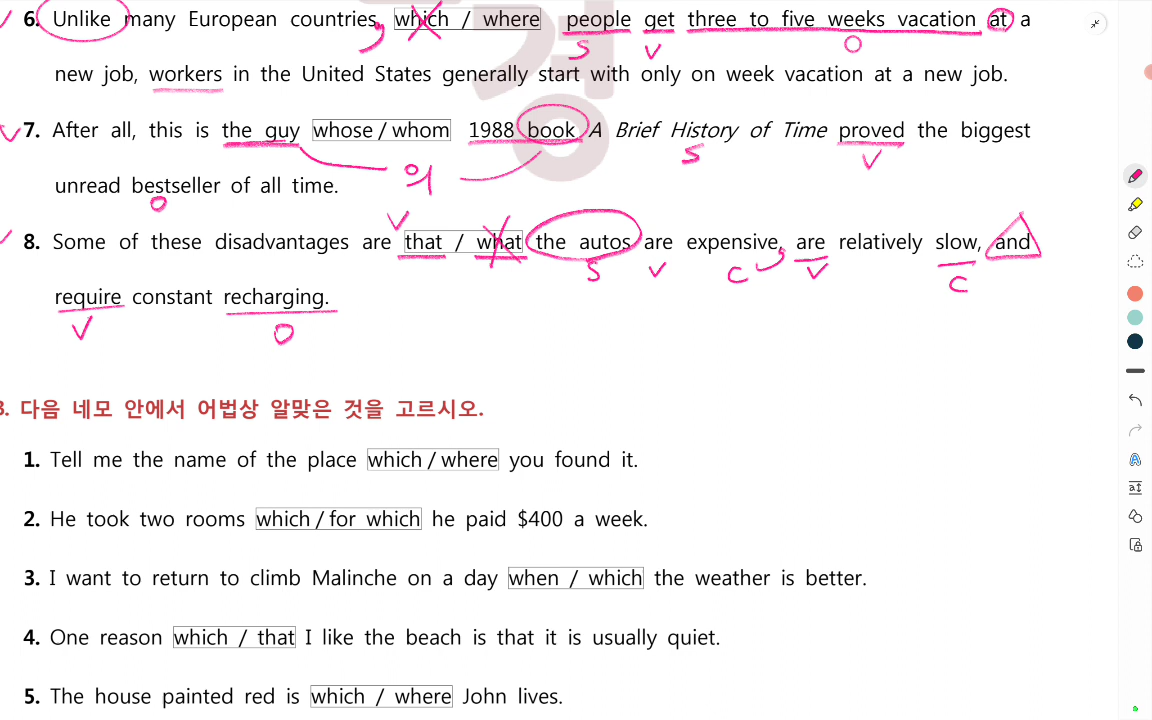 6. Unlike many European countries, which / where people get three to five weeks vacation at a
new job, workers in the United States generally start with only on week vacation at a new job.
S V O
7. After all, this is the guy whose / whom 1988 book A Brief History of Time proved the biggest
의 S V
unread bestseller of all time.
O
V
8. Some of these disadvantages are that / what the autos are expensive, are relatively slow, and
S V C V C
require constant recharging.
V O
3. 다음 네모 안에서 어법상 알맞은 것을 고르시오.
1. Tell me the name of the place which / where you found it.
2. He took two rooms which / for which he paid $400 a week.
3. I want to return to climb Malinche on a day when / which the weather is better.
4. One reason which / that I like the beach is that it is usually quiet.
5. The house painted red is which / where John lives.